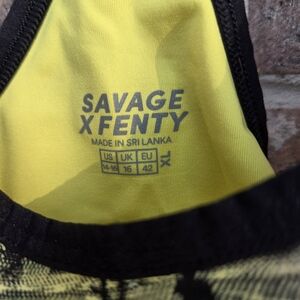 SAVAGE
X FENTY
MADE IN SRI LANKA
US UK EU
14-16 16 42 XL